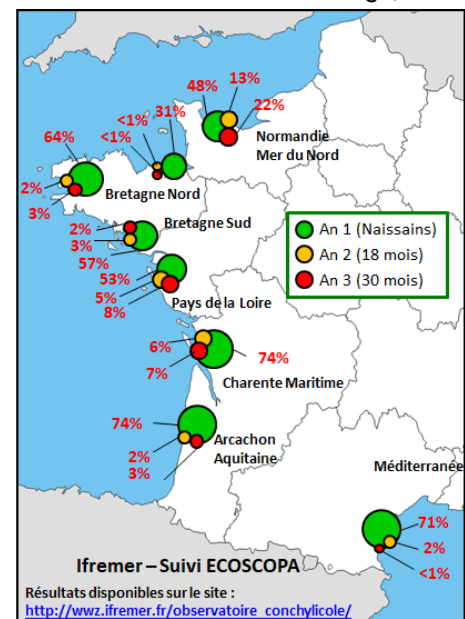 13%
48%
<1%
31%
22%
<1%
64%
Normandie
Mer du Nord
2%
Bretagne Nord
3%
2%
Bretagne Sud
3%
57%
An 1 (Naissains)
An 2 (18 mois)
An 3 (30 mois)
53%
5%
8%
Pays de la Loire
6%
7%
74%
Charente Maritime
74%
Arcachon
Aquitaine
2%
3%
Méditerranée
71%
2%
<1%
Ifremer – Suivi ECOSCOPA
Résultats disponibles sur le site :
http://wwz.ifremer.fr/observatoire_conchylicole/